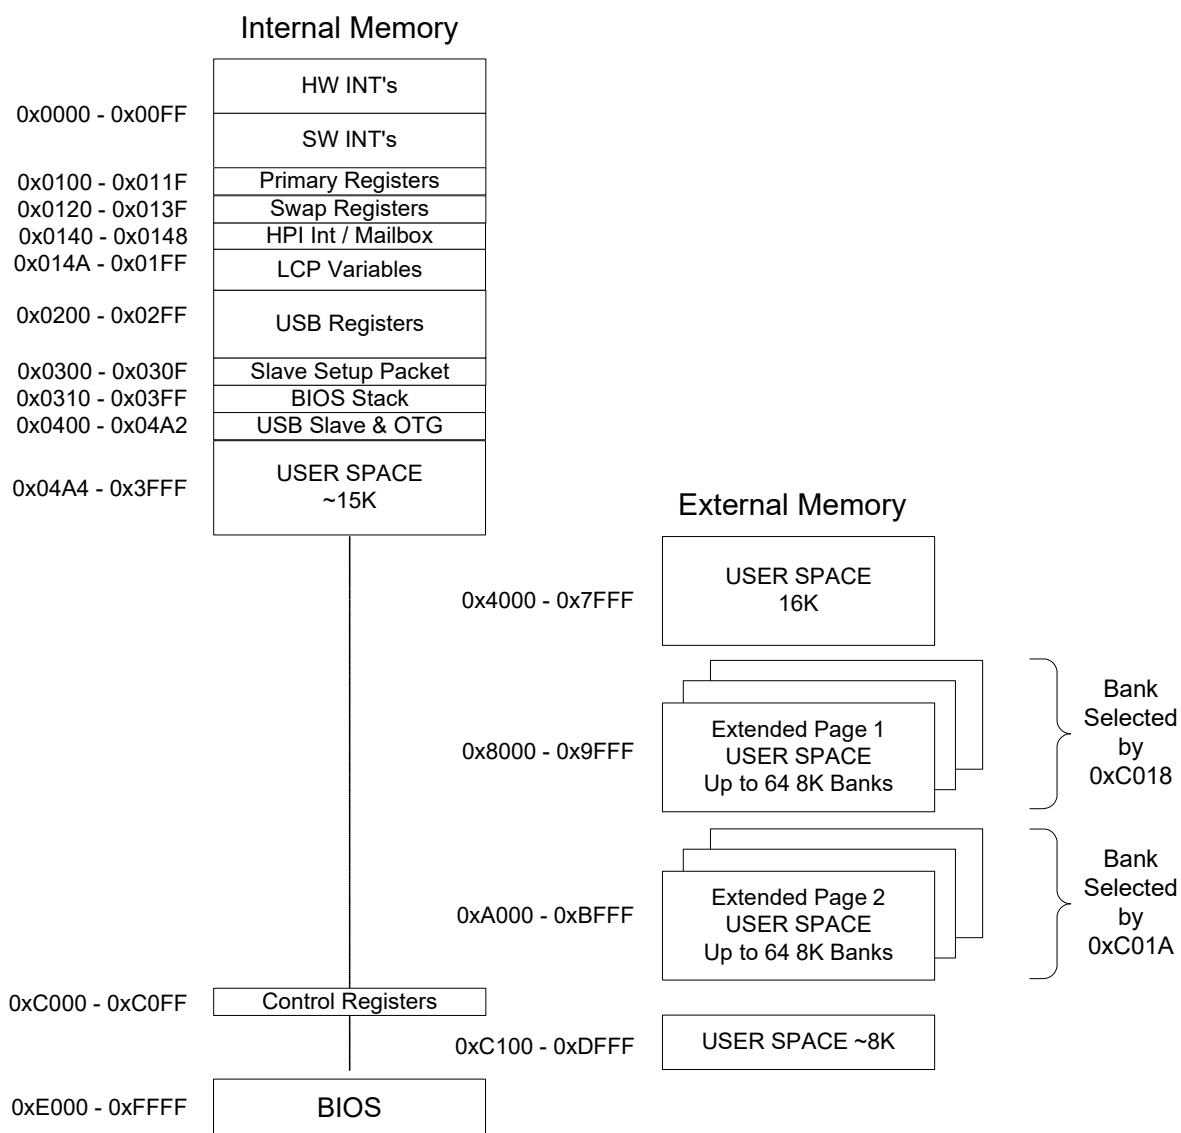 Internal Memory
HW INT's
0x0000 - 0x00FF
SW INT's
0x0100 - 0x011F
Primary Registers
0x0120 - 0x013F
Swap Registers
0x0140 - 0x0148
HPI Int / Mailbox
0x014A - 0x01FF
LCP Variables
0x0200 - 0x02FF
USB Registers
0x0300 - 0x030F
Slave Setup Packet
0x0310 - 0x03FF
BIOS Stack
0x0400 - 0x04A2
USB Slave & OTG
0x04A4 - 0x3FFF
USER SPACE
~15K
External Memory
0x4000 - 0x7FFF
USER SPACE
16K
0x8000 - 0x9FFF
Extended Page 1
USER SPACE
Up to 64 8K Banks
Bank
Selected
by
0xC018
0xA000 - 0xBFFF
Extended Page 2
USER SPACE
Up to 64 8K Banks
Bank
Selected
by
0xC01A
0xC000 - 0xC0FF
Control Registers
0xC100 - 0xDFFF
USER SPACE ~8K
0xE000 - 0xFFFF
BIOS